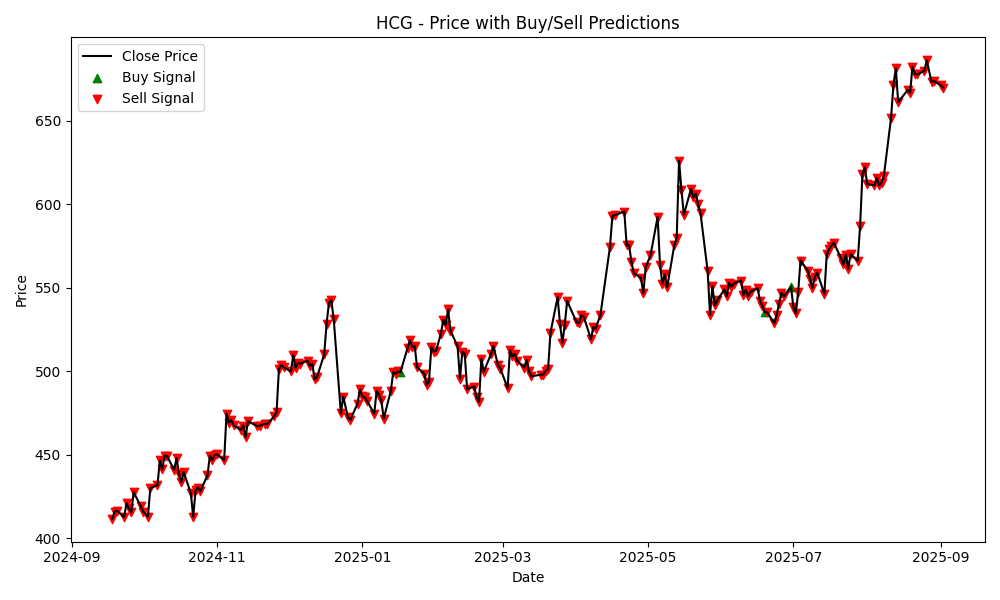 HCG - Price with Buy/Sell Predictions
Close Price
Buy Signal
Sell Signal
Price
650
600
550
500
450
400
2024-09 2024-11 2025-01 2025-03 2025-05 2025-07 2025-09
Date